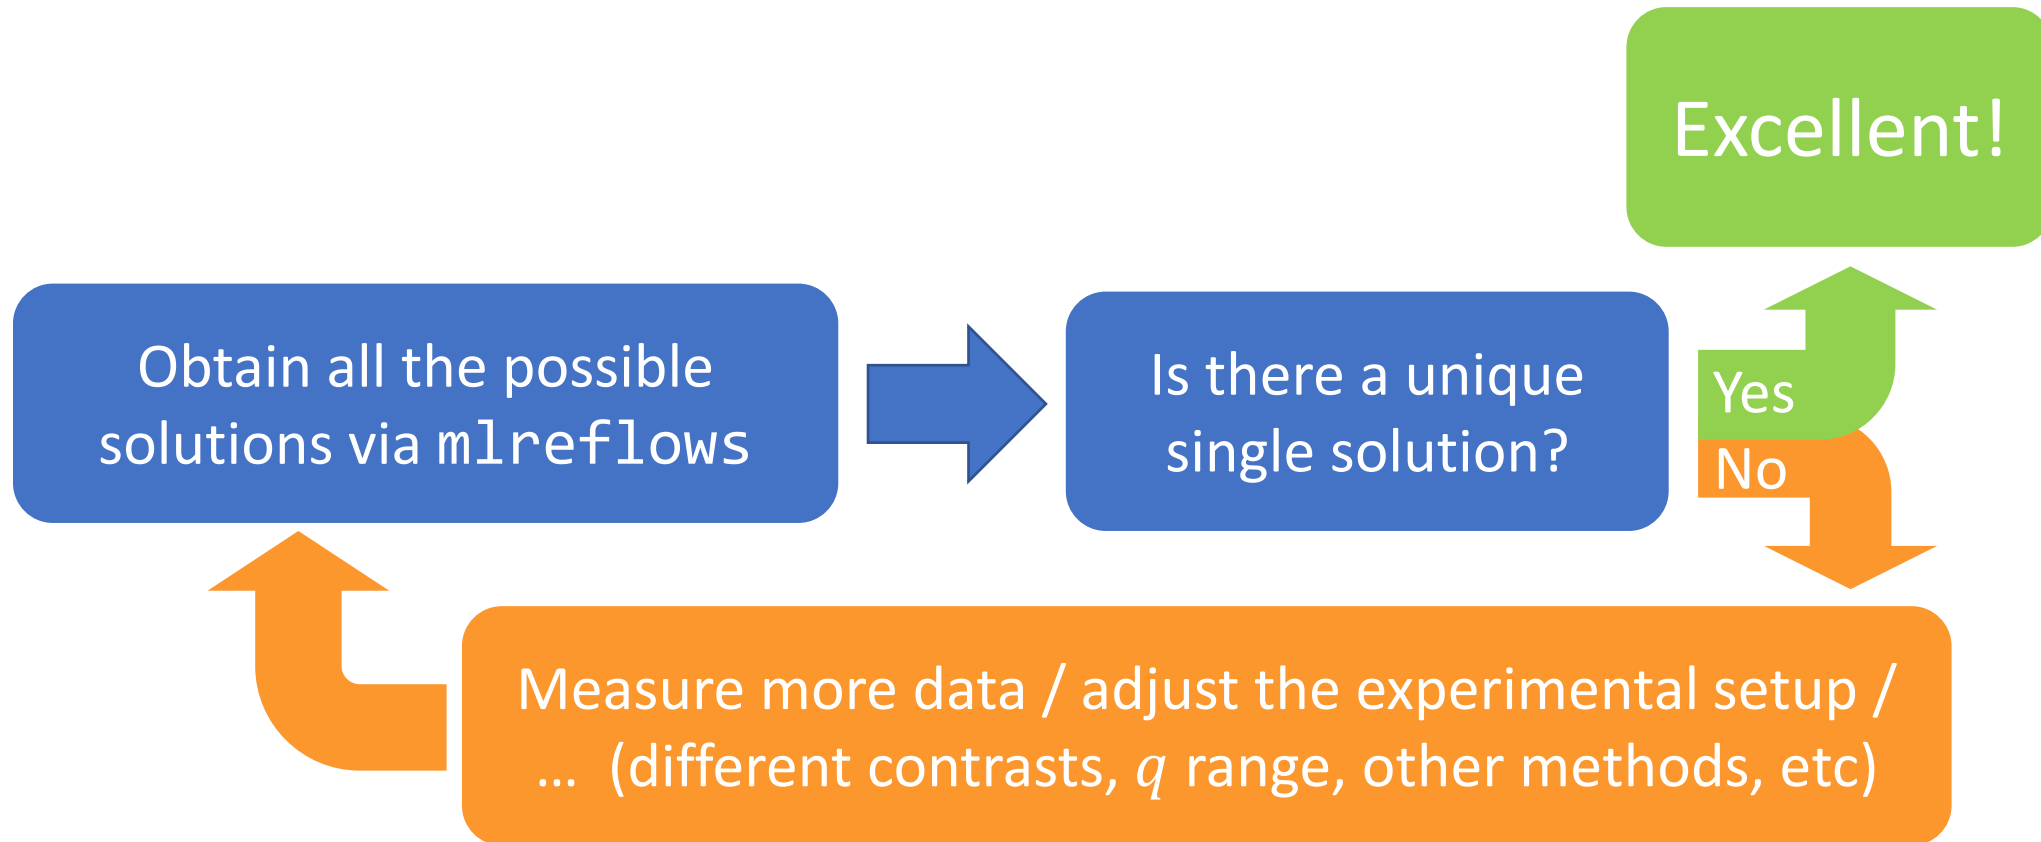 Excellent!
Obtain all the possible
solutions via mlreflows
Is there a unique
single solution?
Yes
No
Measure more data / adjust the experimental setup /
... (different contrasts, q range, other methods, etc)